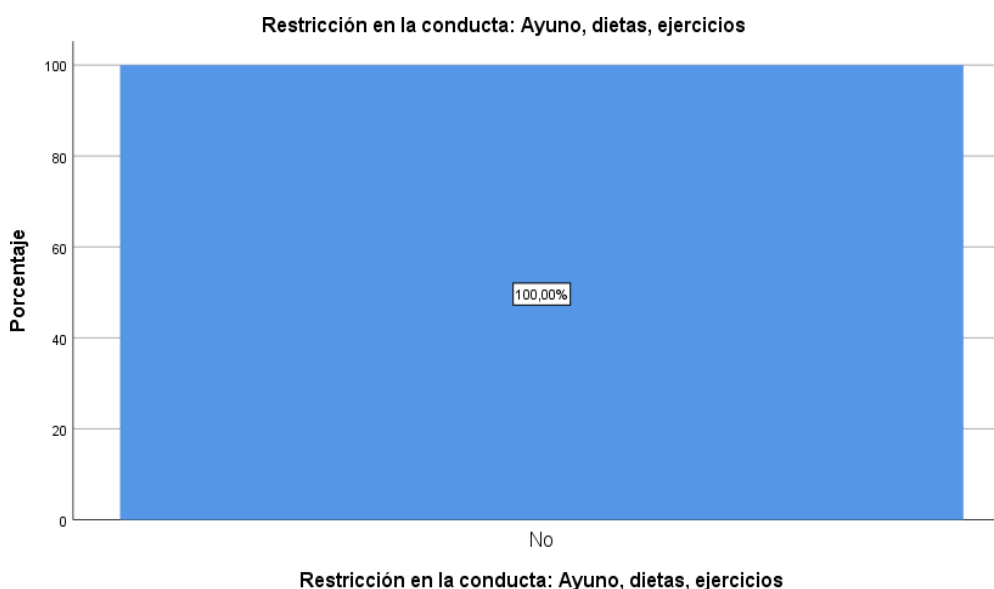 Restricción en la conducta: Ayuno, dietas, ejercicios
Porcentaje
100
80
60
40
20
0
100,00%
No
Restricción en la conducta: Ayuno, dietas, ejercicios